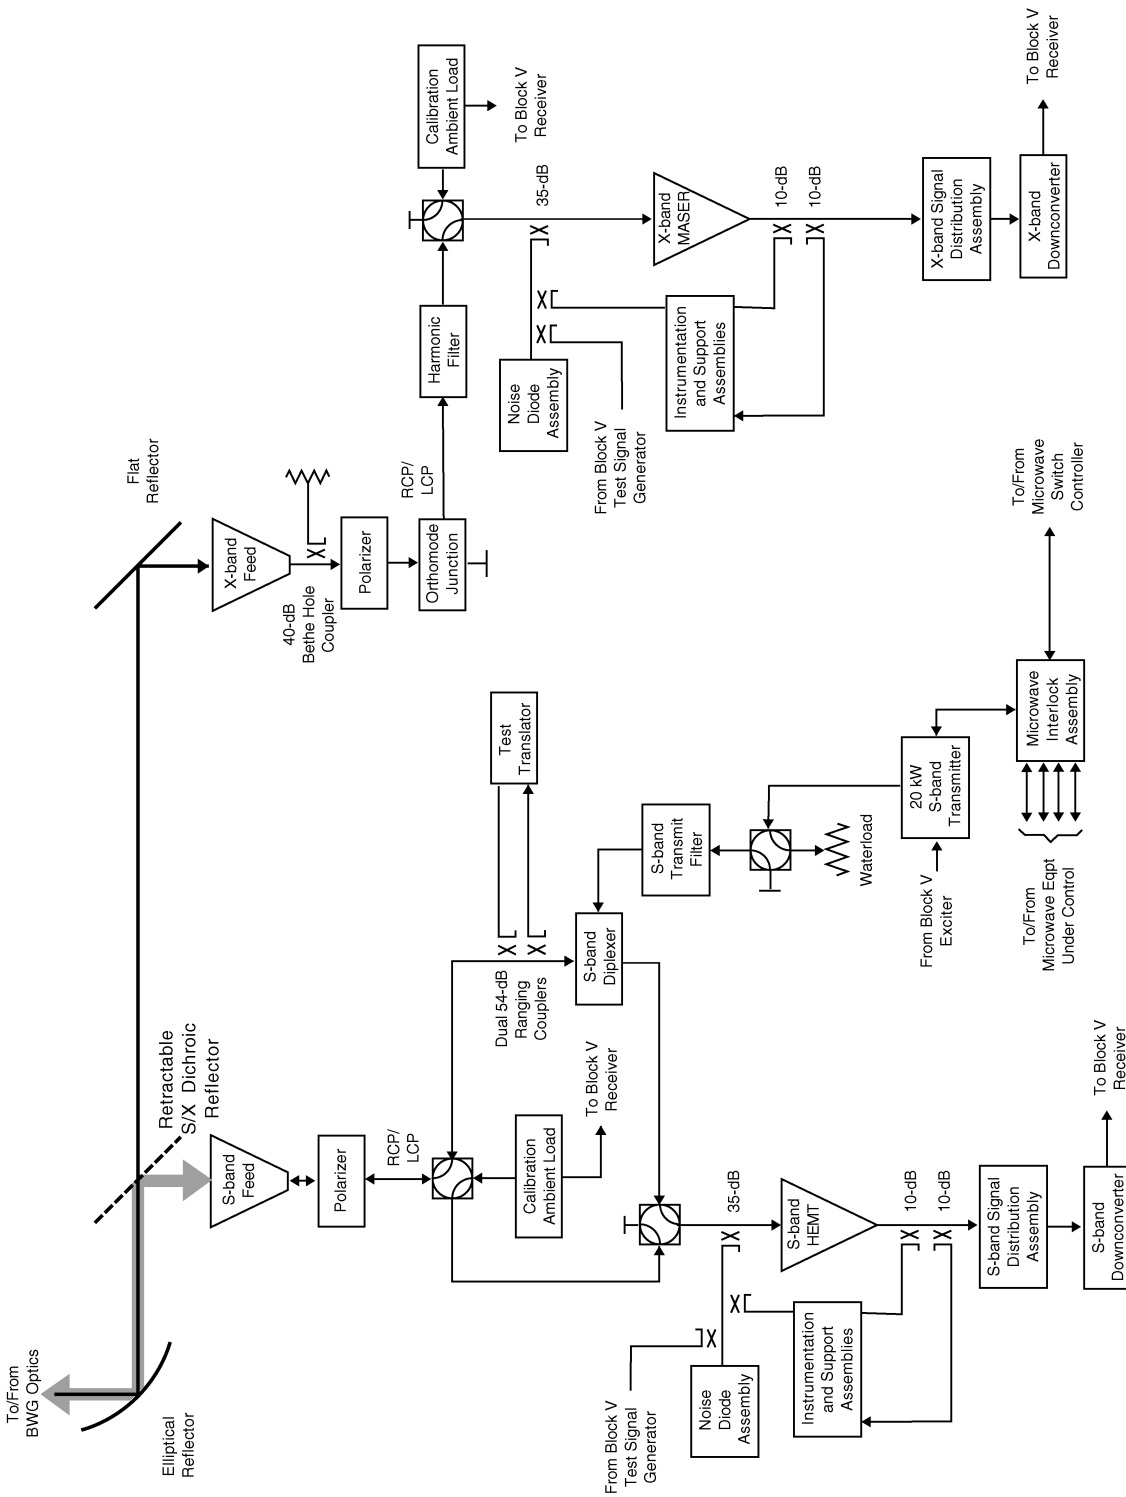 To/From
BWG Optics
Elliptical
Reflector
Retractable
S/X Dichroic
Reflector
Flat
Reflector
S-band
Feed
Polarizer
RCP/
LCP
Calibration
Ambient Load
To Block V
Receiver
Dual 54-dB
Ranging
Couplers
Test
Translator
S-band
Diplexer
S-band
Transmit
Filter
Waterload
20 kW
S-band
Transmitter
From Block V
Exciter
Microwave
Interlock
Assembly
To/From
Microwave Eqpt
Under Control
To/From
Microwave
Switch
Controller
From Block V
Test Signal
Generator
Noise
Diode
Assembly
35-dB
S-band
HEMT
Instrumentation
and Support
Assemblies
10-dB
10-dB
S-band Signal
Distribution
Assembly
S-band
Downconverter
To Block V
Receiver
X-band
Feed
40-dB
Bethe Hole
Coupler
Polarizer
Orthomode
Junction
RCP/
LCP
Harmonic
Filter
Calibration
Ambient Load
To Block V
Receiver
35-dB
Noise
Diode
Assembly
From Block V
Test Signal
Generator
X-band
MASER
Instrumentation
and Support
Assemblies
10-dB
10-dB
X-band Signal
Distribution
Assembly
X-band
Downconverter
To Block V
Receiver